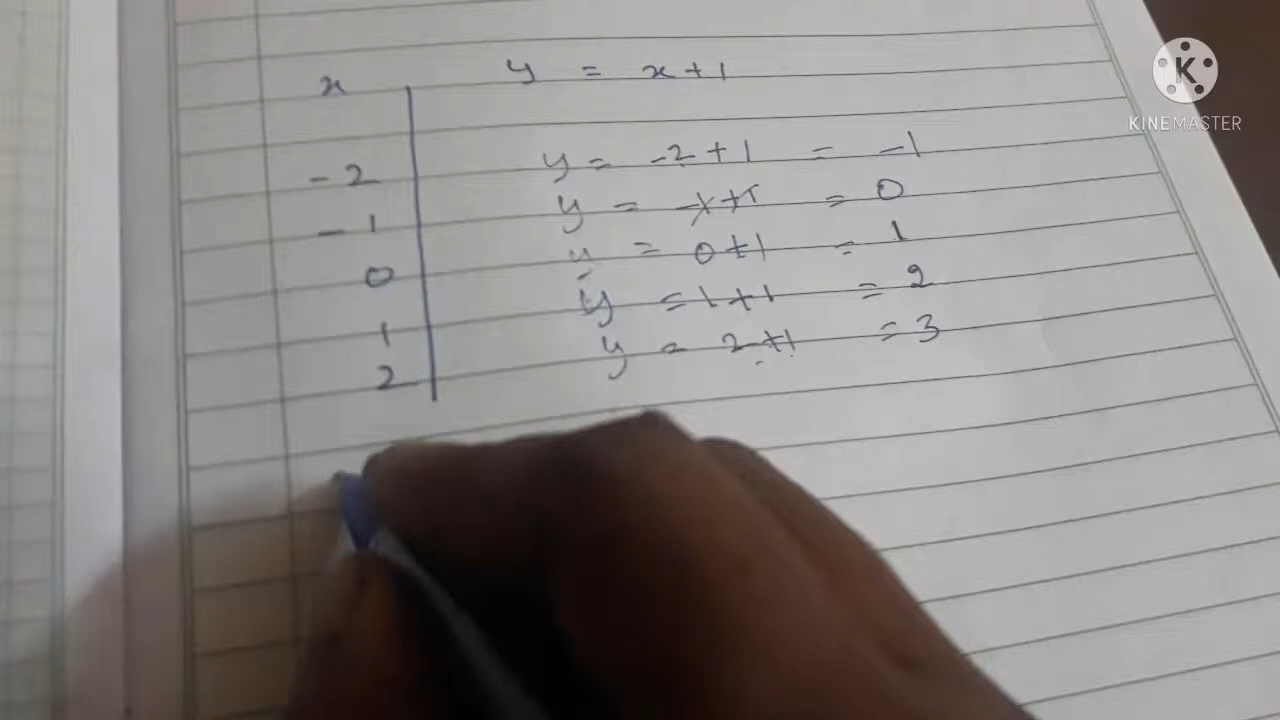 x y = x+1
-2 y = -2+1 = -1
-1 y = -1+1 = 0
0 y = 0+1 = 1
1 y = 1+1 = 2
2 y = 2+1 = 3
K
KINEMASTER